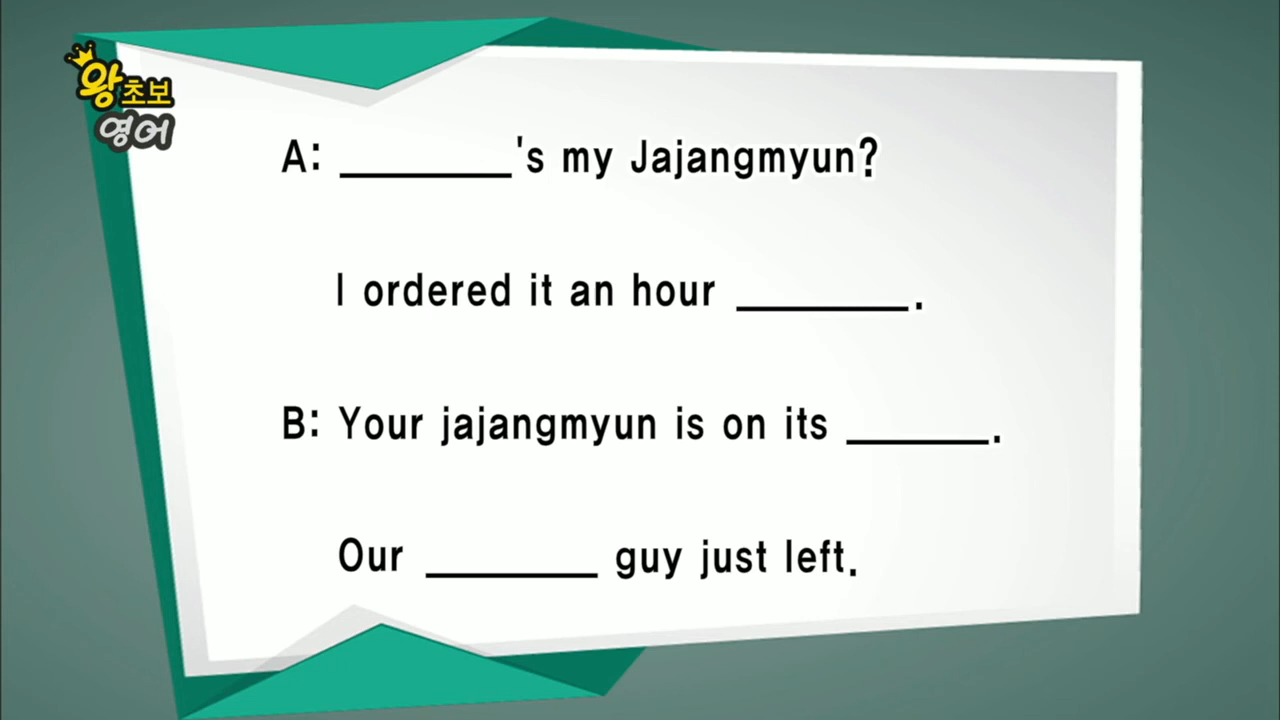 왕초보
영어
A: ________'s my Jajangmyun?
I ordered it an hour ________.
B: Your jajangmyun is on its _______.
Our ________ guy just left.